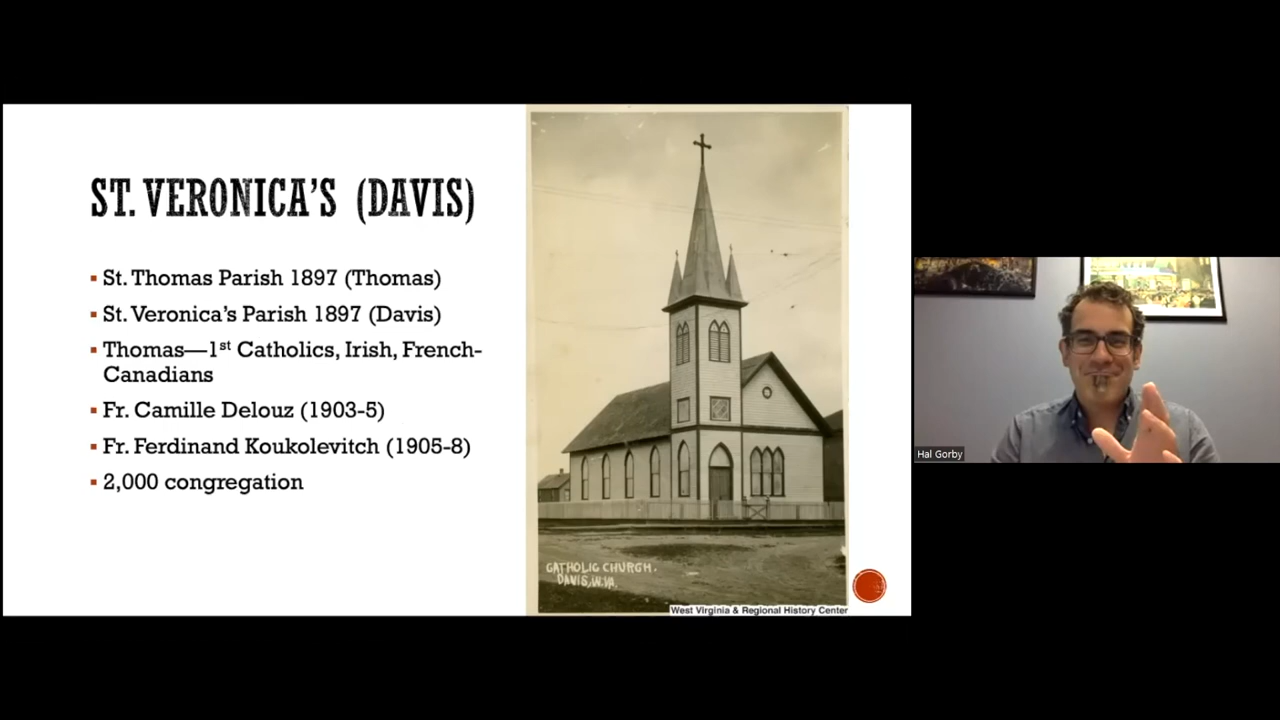 ST. VERONICA'S (DAVIS)
▪ St. Thomas Parish 1897 (Thomas)
▪ St. Veronica's Parish 1897 (Davis)
▪ Thomas—1st Catholics, Irish, French-
Canadians
▪ Fr. Camille Delouz (1903-5)
▪ Fr. Ferdinand Koukolevitch (1905-8)
▪ 2,000 congregation
CATHOLIC CHURCH.
DAVIS, W.VA.
West Virginia & Regional History Center
Hal Gorby